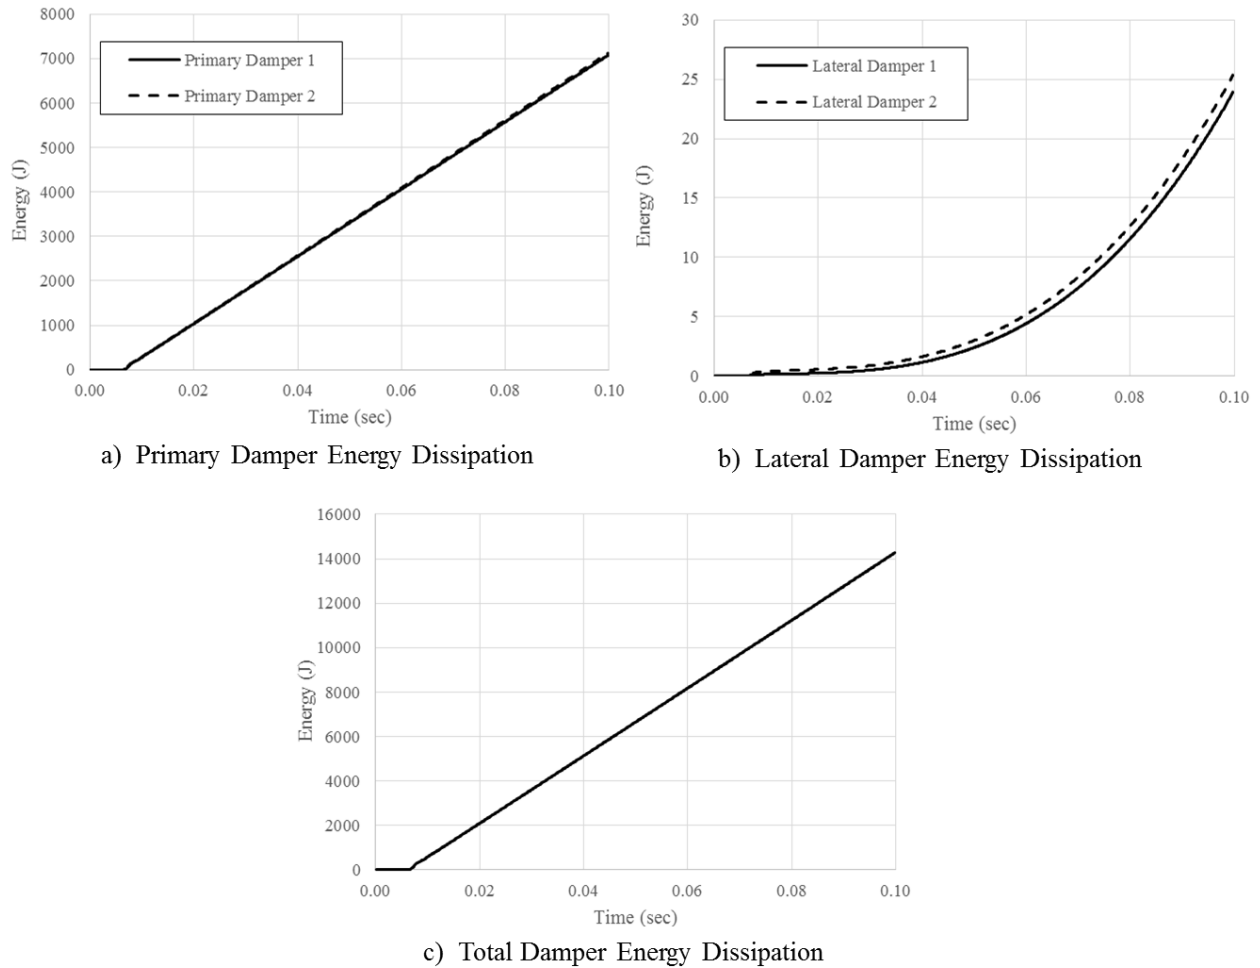 8000
7000
6000
5000
4000
3000
2000
1000
0
Energy (J)
Primary Damper 1
Primary Damper 2
0.00 0.02 0.04 0.06 0.08 0.10
Time (sec)
a) Primary Damper Energy Dissipation
30
25
20
15
10
5
0
Energy (J)
Lateral Damper 1
Lateral Damper 2
0.00 0.02 0.04 0.06 0.08 0.10
Time (sec)
b) Lateral Damper Energy Dissipation
16000
14000
12000
10000
8000
6000
4000
2000
0
Energy (J)
0.00 0.02 0.04 0.06 0.08 0.10
Time (sec)
c) Total Damper Energy Dissipation